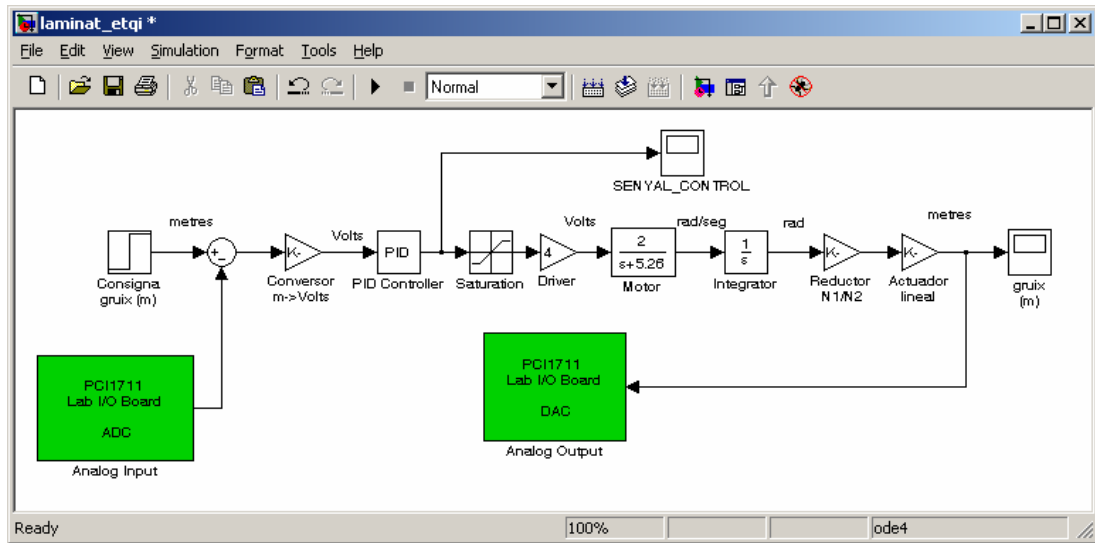 laminat_etqi *
File Edit View Simulation Format Tools Help
Normal
SENYAL_CONTROL
metres
Volts
Volts
rad/seg
rad
metres
+
-
K-
PID
4
2
s+5.26
1
s
K-
K-
Consigna
gruix (m)
Conversor
m->Volts
PID Controller
Saturation
Driver
Motor
Integrator
Reductor
N1/N2
Actuador
lineal
gruix
(m)
PCI1711
Lab I/O Board
ADC
Analog Input
PCI1711
Lab I/O Board
DAC
Analog Output
Ready
100%
ode4